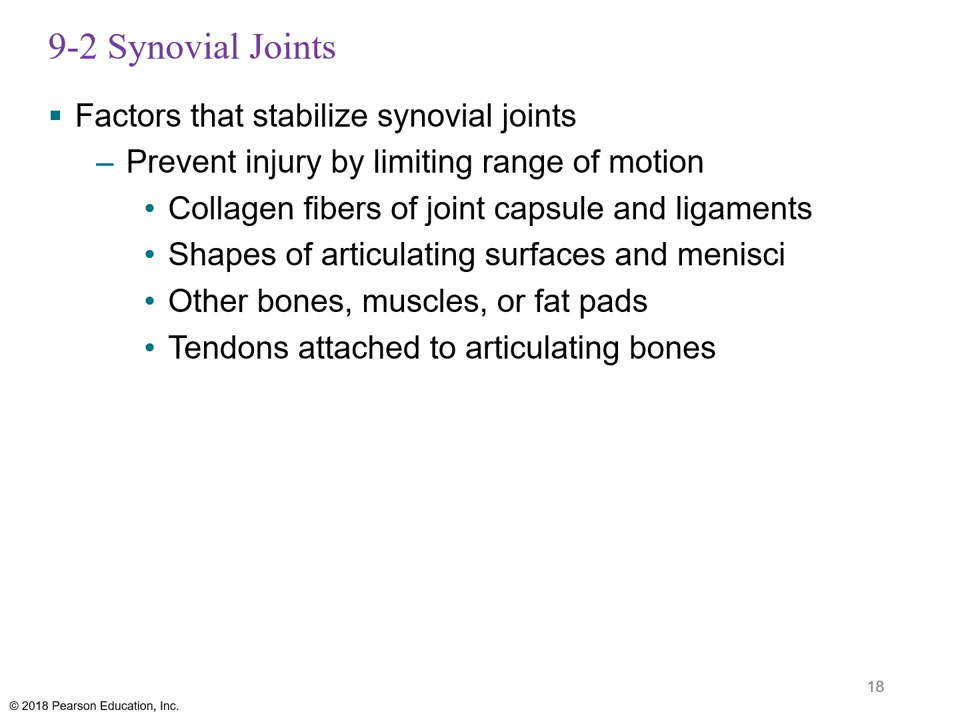 9-2 Synovial Joints
▪ Factors that stabilize synovial joints
– Prevent injury by limiting range of motion
• Collagen fibers of joint capsule and ligaments
• Shapes of articulating surfaces and menisci
• Other bones, muscles, or fat pads
• Tendons attached to articulating bones
18
© 2018 Pearson Education, Inc.